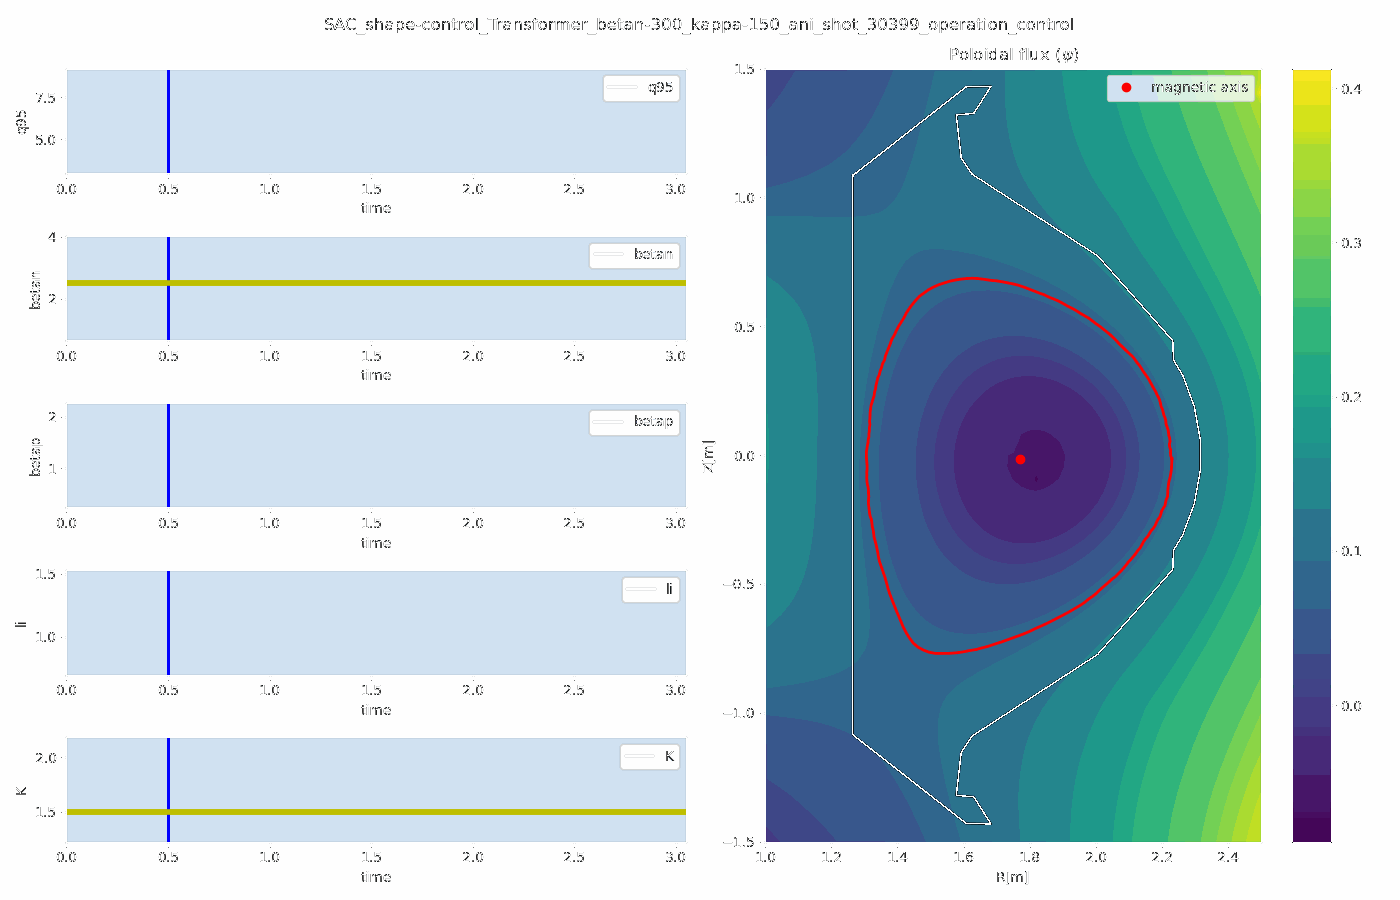 SAC_shape-control_Transformer_betan-300_kappa-150_ani_shot_30399_operation_control
q95
7.5
5.0
q95
0.0 0.5 1.0 1.5 2.0 2.5 3.0
time
betan
4
2
betan
0.0 0.5 1.0 1.5 2.0 2.5 3.0
time
betap
2
1
betap
0.0 0.5 1.0 1.5 2.0 2.5 3.0
time
li
1.5
1.0
li
0.0 0.5 1.0 1.5 2.0 2.5 3.0
time
K
2.0
1.5
K
0.0 0.5 1.0 1.5 2.0 2.5 3.0
time
Poloidal flux (φ)
magnetic axis
Z[m]
1.5
1.0
0.5
0.0
−0.5
−1.0
−1.5
1.0 1.2 1.4 1.6 1.8 2.0 2.2 2.4
R[m]
0.4
0.3
0.2
0.1
0.0